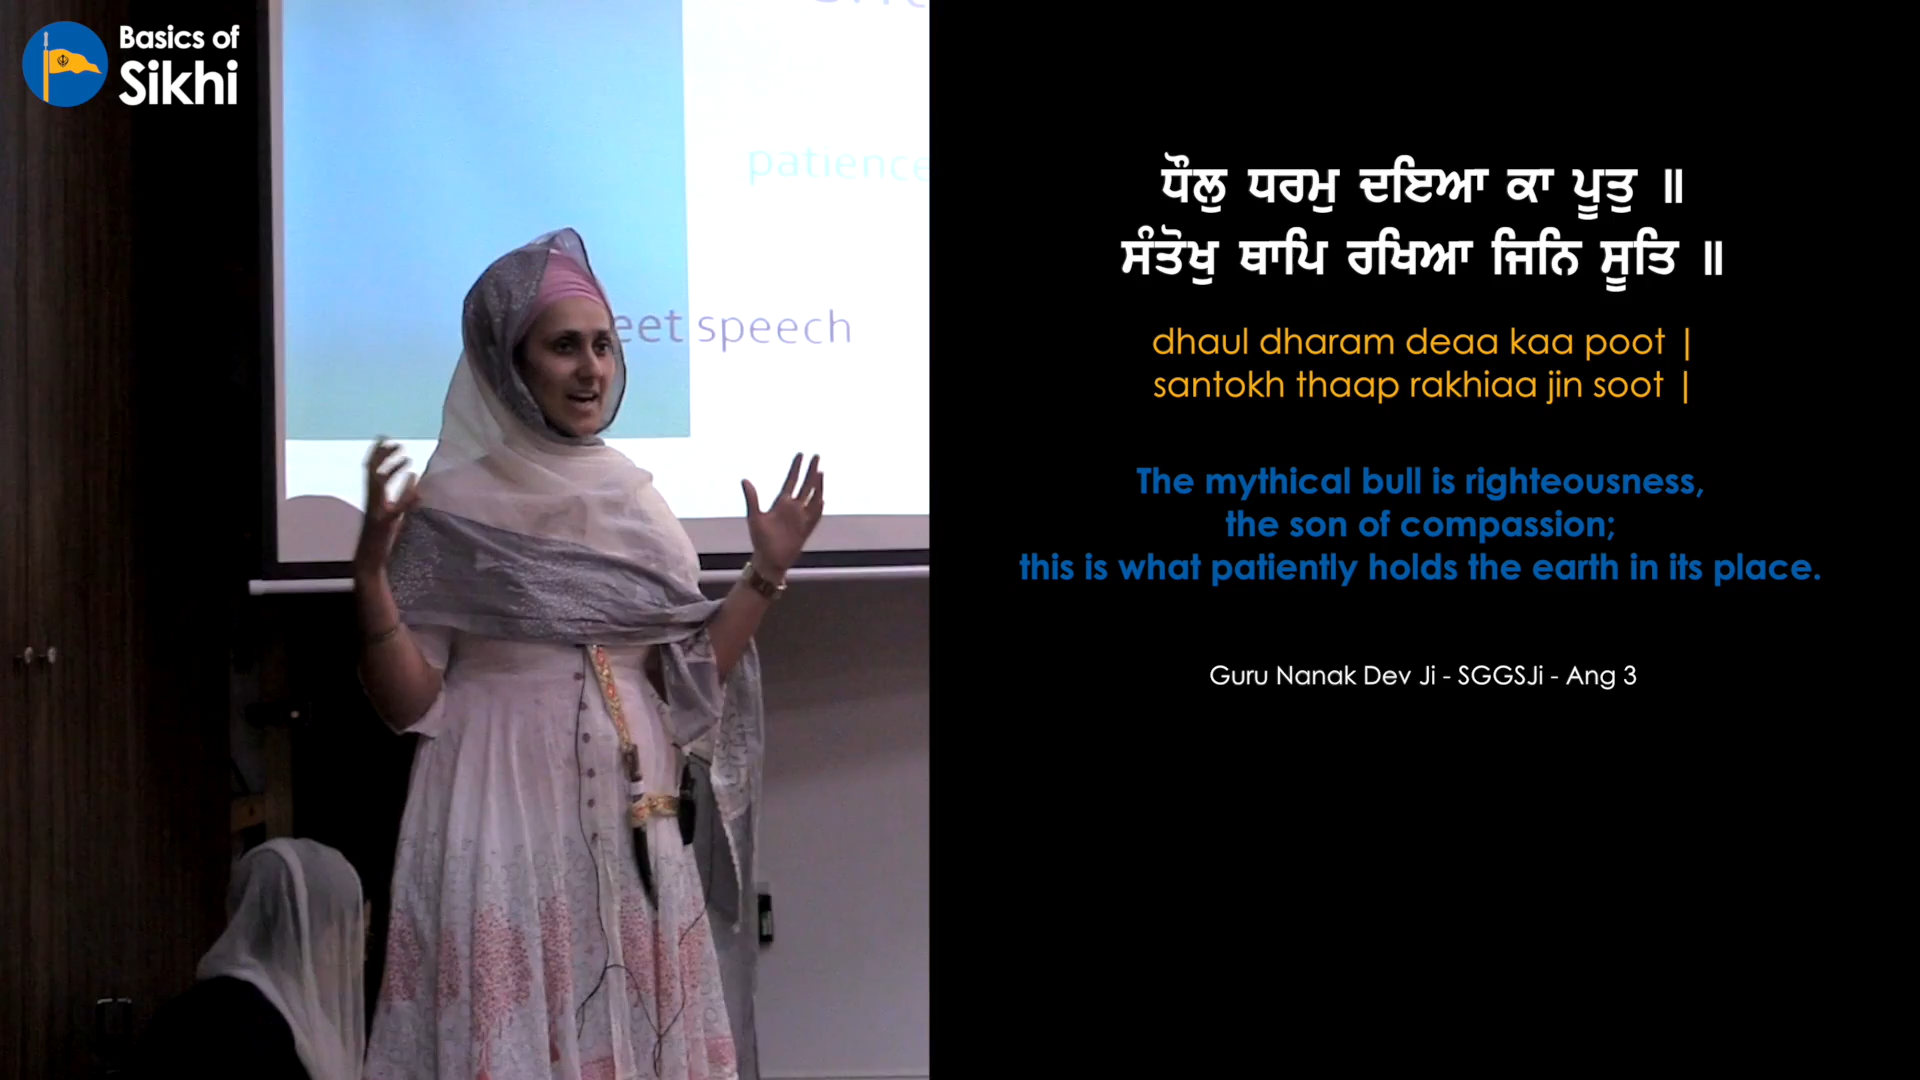 Basics of
Sikhi
patience
speech
ਧੌਲੁ ਧਰਮੁ ਦਇਆ ਕਾ ਪੂਤੁ ॥
ਸੰਤੋਖੁ ਥਾਪਿ ਰਖਿਆ ਜਿਨਿ ਸੂਤਿ ॥
dhaul dharam deaa kaa poot |
santokh thaap rakhiaa jin soot |
The mythical bull is righteousness,
the son of compassion;
this is what patiently holds the earth in its place.
Guru Nanak Dev Ji - SGGSJi - Ang 3